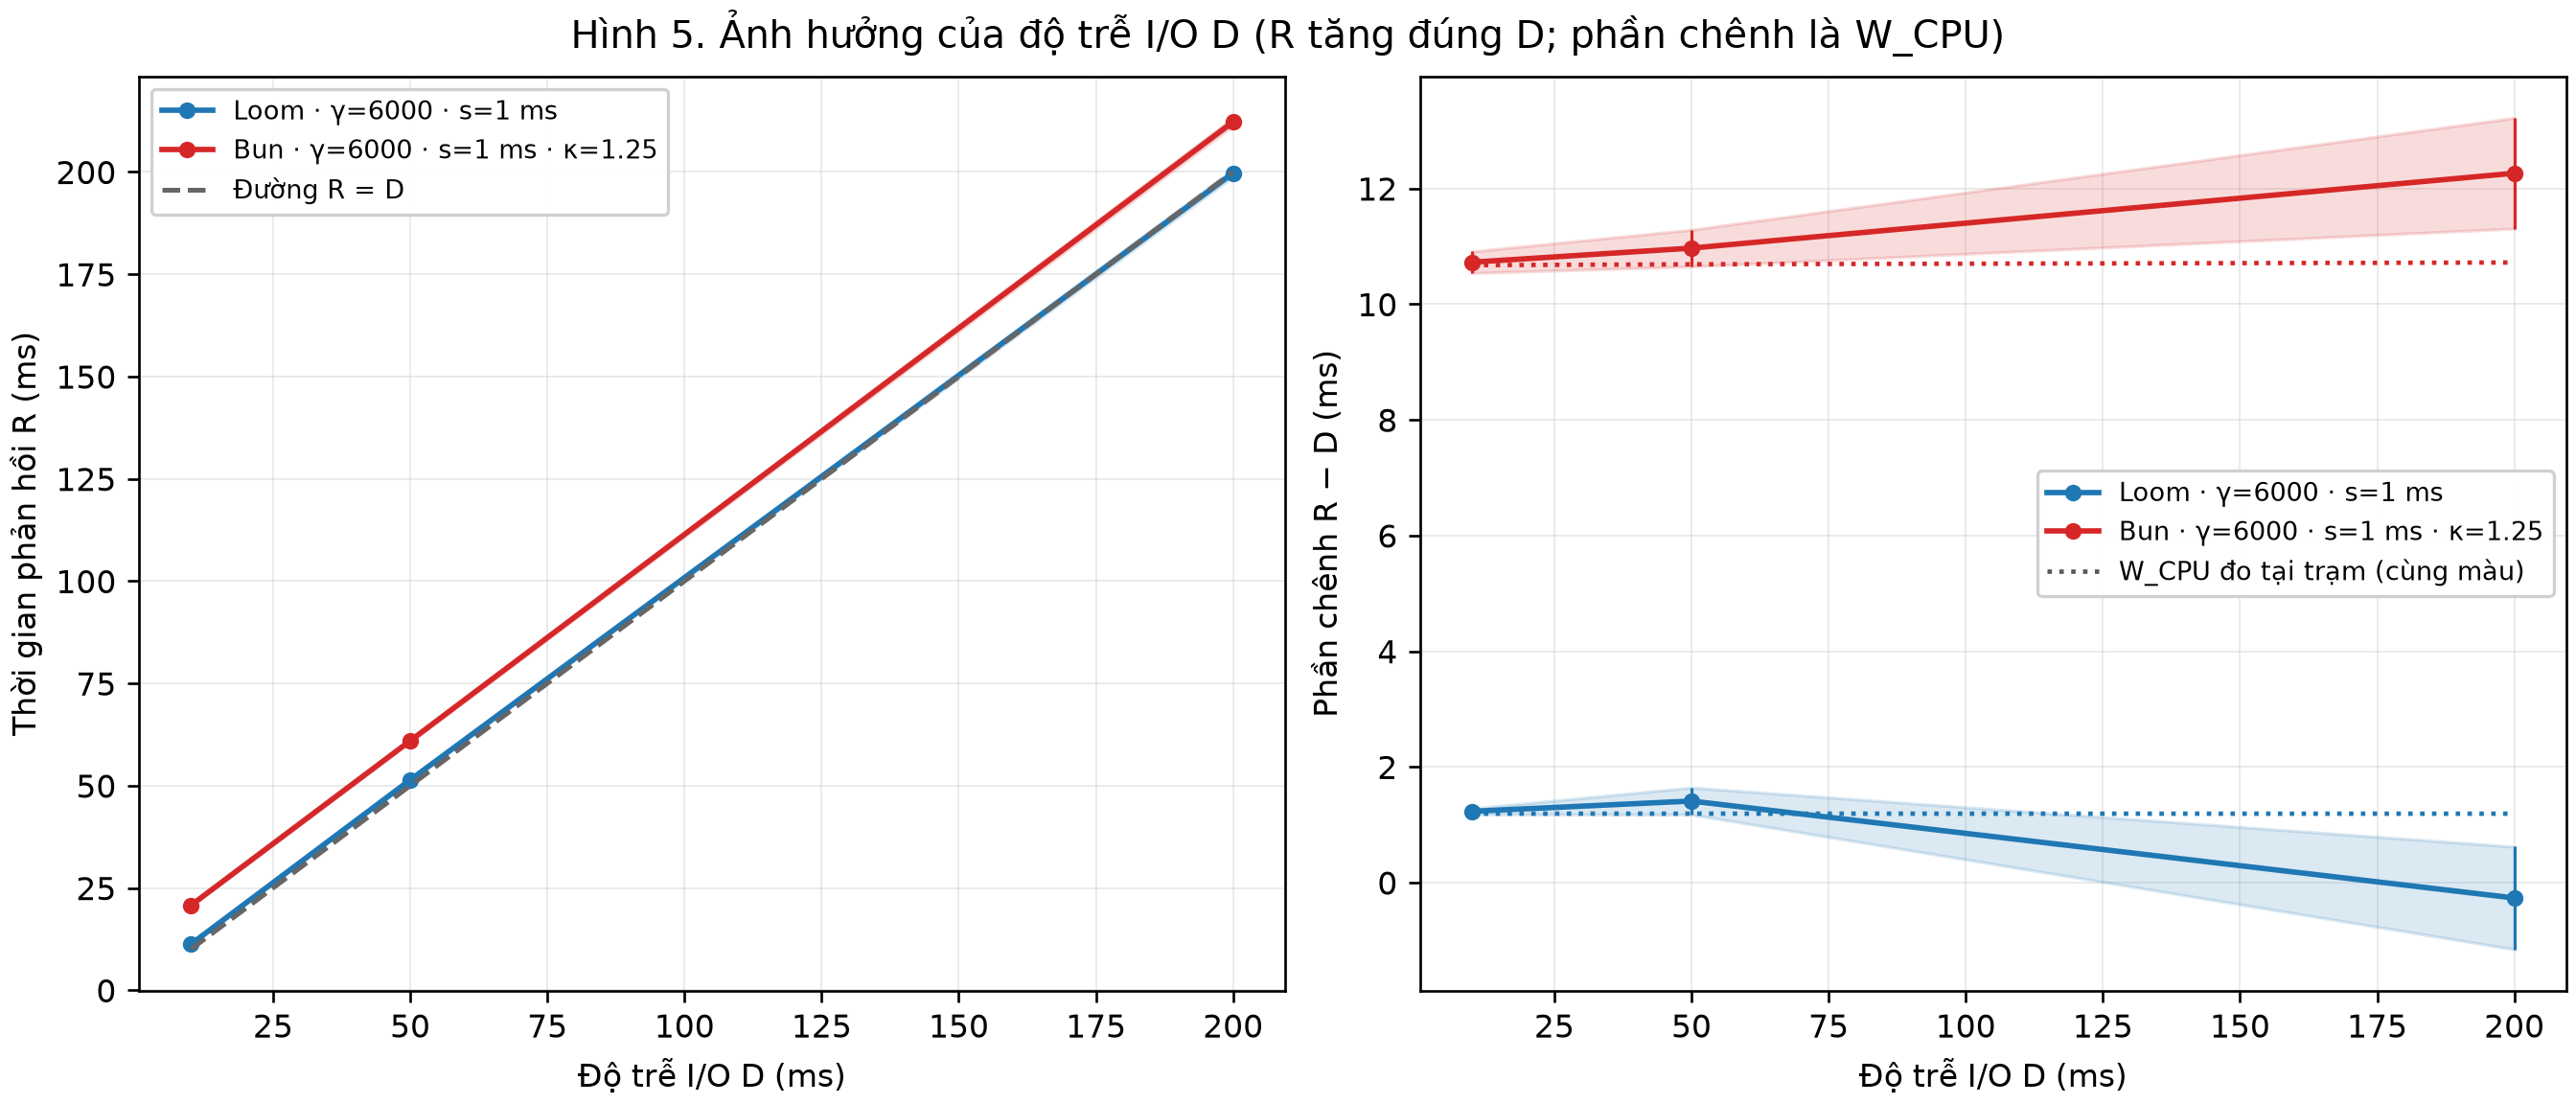 Hình 5. Ảnh hưởng của độ trễ I/O D (R tăng đúng D; phần chênh là W_CPU)
Thời gian phản hồi R (ms)
200
175
150
125
100
75
50
25
0
Loom · γ=6000 · s=1 ms
Bun · γ=6000 · s=1 ms · κ=1.25
Đường R = D
25 50 75 100 125 150 175 200
Độ trễ I/O D (ms)
Phần chênh R − D (ms)
12
10
8
6
4
2
0
Loom · γ=6000 · s=1 ms
Bun · γ=6000 · s=1 ms · κ=1.25
W_CPU đo tại trạm (cùng màu)
25 50 75 100 125 150 175 200
Độ trễ I/O D (ms)